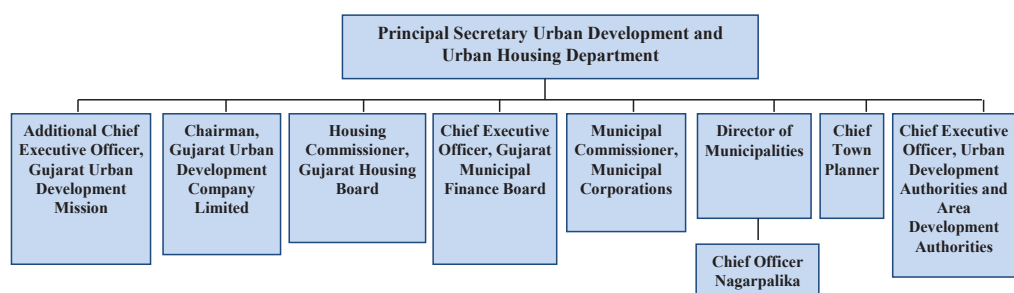 Principal Secretary Urban Development and
Urban Housing Department
Additional Chief
Executive Officer,
Gujarat Urban
Development
Mission
Chairman,
Gujarat Urban
Development
Company
Limited
Housing
Commissioner,
Gujarat Housing
Board
Chief Executive
Officer, Gujarat
Municipal
Finance Board
Municipal
Commissioner,
Municipal
Corporations
Director of
Municipalities
Chief
Town
Planner
Chief Executive
Officer, Urban
Development
Authorities and
Area
Development
Authorities
Chief Officer
Nagarpalika